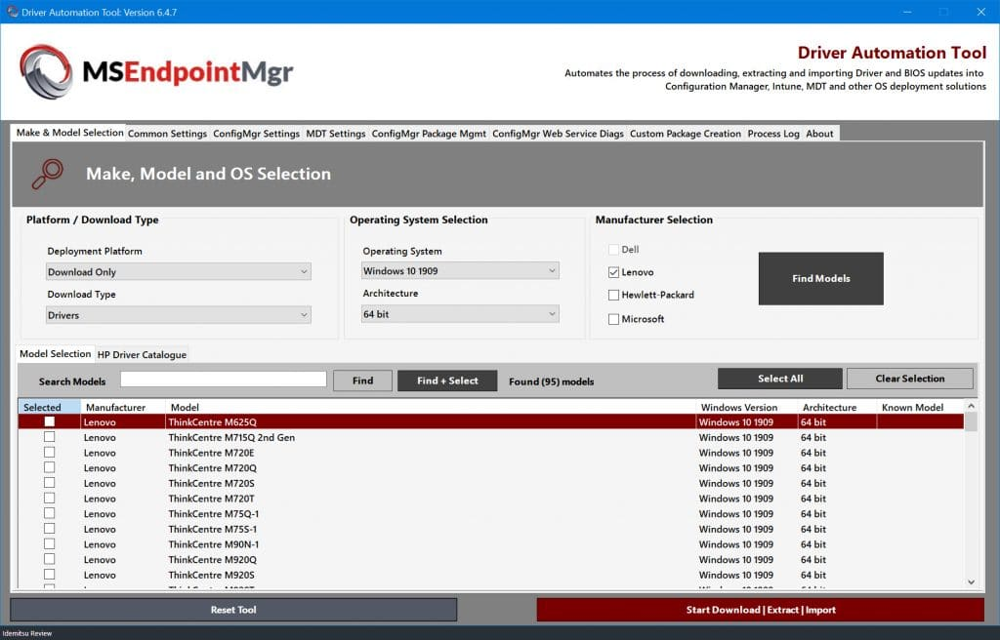 Driver Automation Tool: Version 6.4.7
MSEndpointMgr
Driver Automation Tool
Automates the process of downloading, extracting and importing Driver and BIOS updates into
Configuration Manager, Intune, MDT and other OS deployment solutions
Make & Model Selection Common Settings ConfigMgr Settings MDT Settings ConfigMgr Package Mgmt ConfigMgr Web Service Diags Custom Package Creation Process Log About
Make, Model and OS Selection
Platform / Download Type
Deployment Platform
Download Only
Download Type
Drivers
Operating System Selection
Operating System
Windows 10 1909
Architecture
64 bit
Manufacturer Selection
Dell
Lenovo
Hewlett-Packard
Microsoft
Find Models
Model Selection HP Driver Catalogue
Search Models Find Find + Select Found (95) models Select All Clear Selection
Selected Manufacturer Model Windows Version Architecture Known Model
Lenovo ThinkCentre M625Q Windows 10 1909 64 bit
Lenovo ThinkCentre M715Q 2nd Gen Windows 10 1909 64 bit
Lenovo ThinkCentre M720E Windows 10 1909 64 bit
Lenovo ThinkCentre M720Q Windows 10 1909 64 bit
Lenovo ThinkCentre M720S Windows 10 1909 64 bit
Lenovo ThinkCentre M720T Windows 10 1909 64 bit
Lenovo ThinkCentre M75Q-1 Windows 10 1909 64 bit
Lenovo ThinkCentre M75S-1 Windows 10 1909 64 bit
Lenovo ThinkCentre M90N-1 Windows 10 1909 64 bit
Lenovo ThinkCentre M920Q Windows 10 1909 64 bit
Lenovo ThinkCentre M920S Windows 10 1909 64 bit
Reset Tool Start Download | Extract | Import
Idemitsu Review